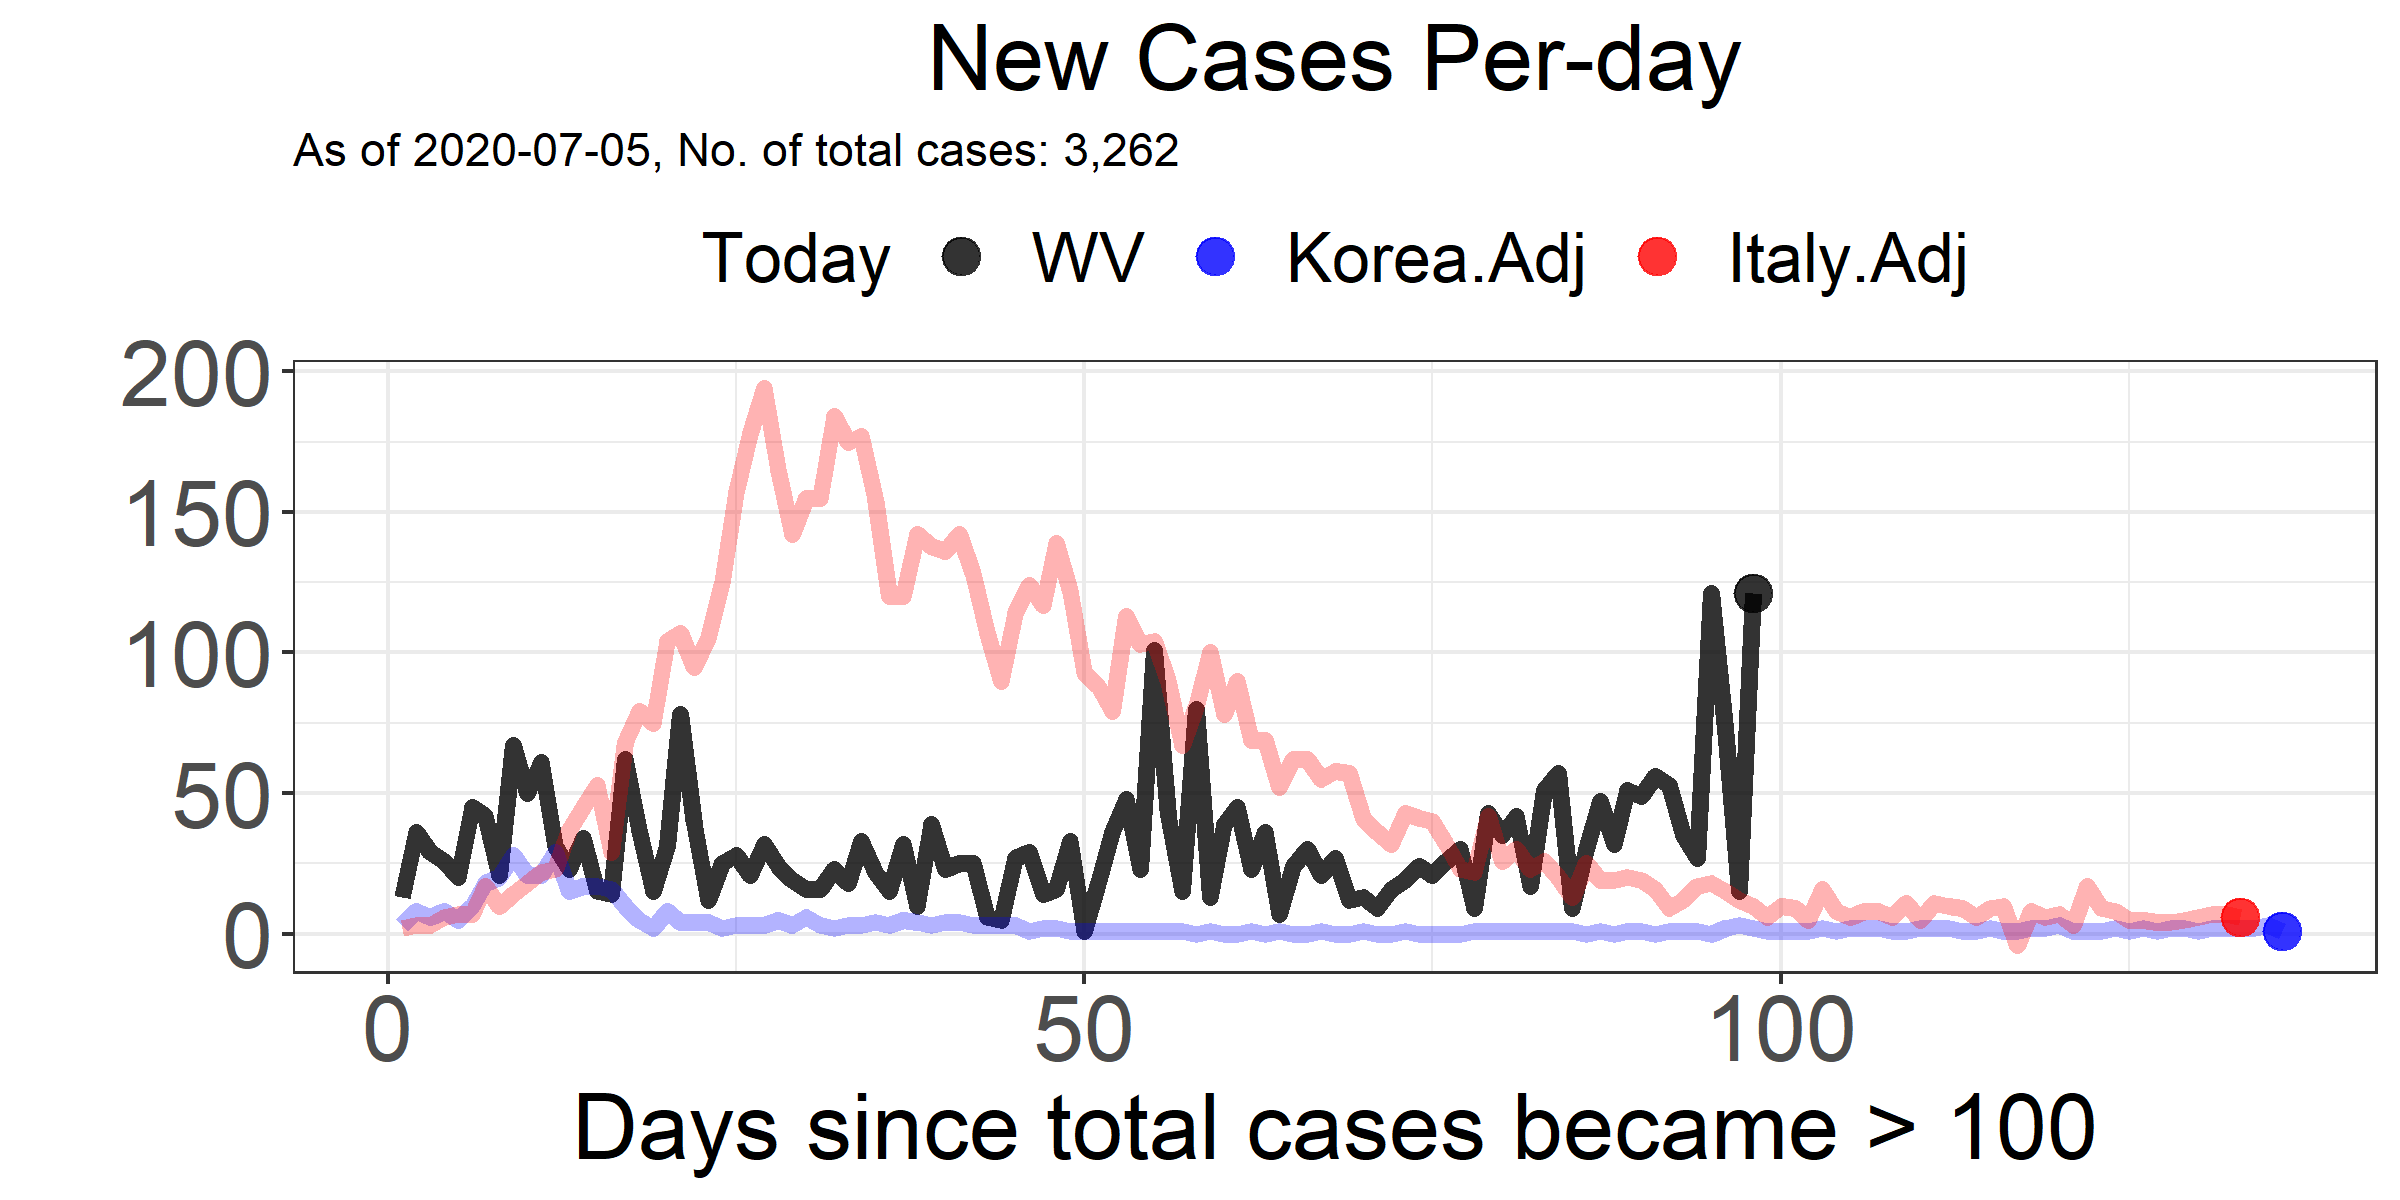 New Cases Per-day
As of 2020-07-05, No. of total cases: 3,262
Today WV Korea.Adj Italy.Adj
200
150
100
50
0
0 50 100
Days since total cases became > 100